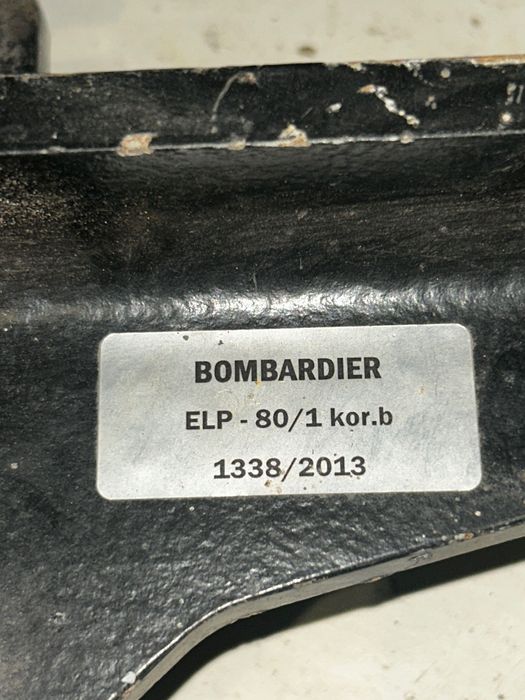 BOMBARDIER
ELP - 80/1 kor.b
1338/2013